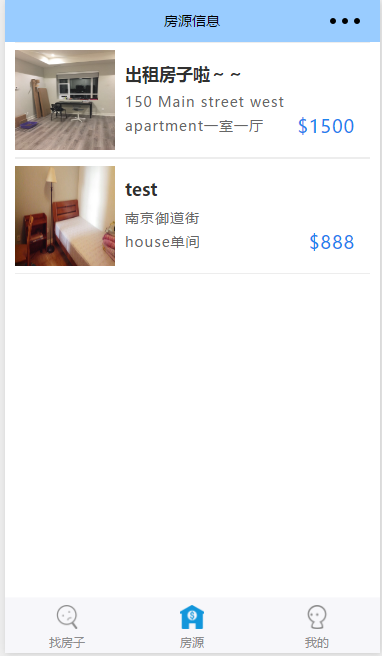 房源信息
出租房子啦～～
150 Main street west
apartment一室一厅 $1500
test
南京御道街
house单间 $888
找房子 房源 我的